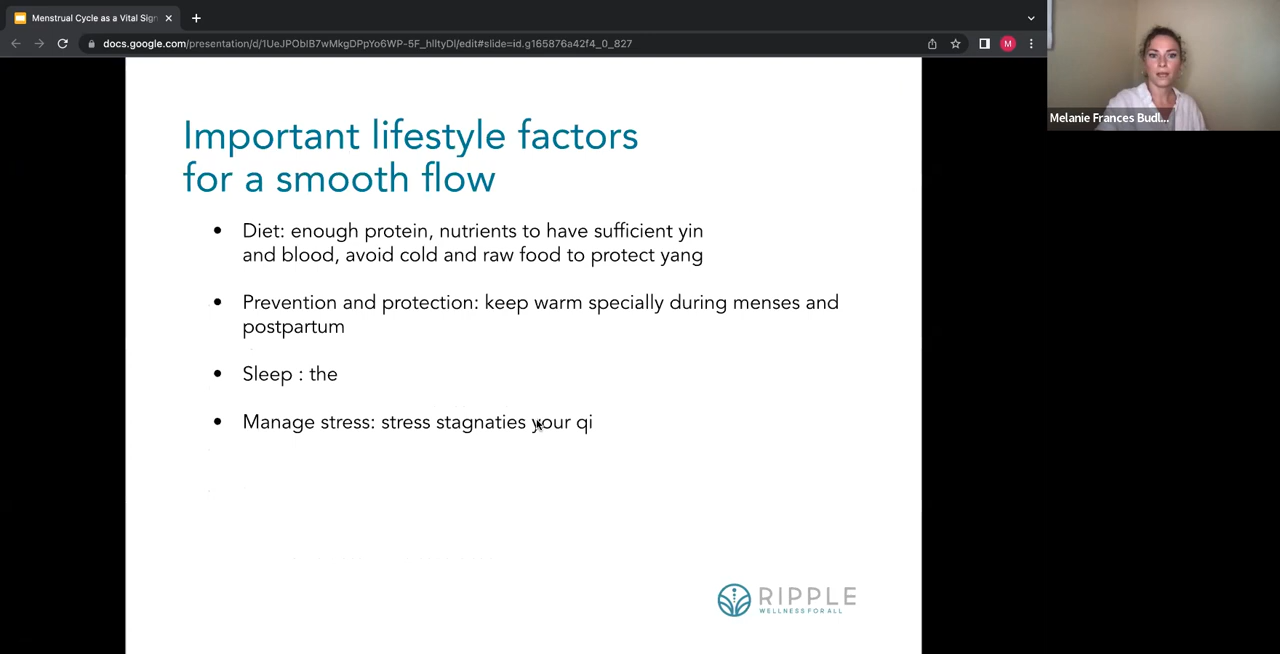 Menstrual Cycle as a Vital Sign
docs.google.com/presentation/d/1UeJPOblB7wMkgDPpYo6WP-5F_hlltyDl/edit#slide=id.g165876a42f4_0_827
M
Melanie Frances Budl...
Important lifestyle factors
for a smooth flow
• Diet: enough protein, nutrients to have sufficient yin
and blood, avoid cold and raw food to protect yang
• Prevention and protection: keep warm specially during menses and
postpartum
• Sleep : the
• Manage stress: stress stagnaties your qi
RIPPLE
WELLNESS FOR ALL